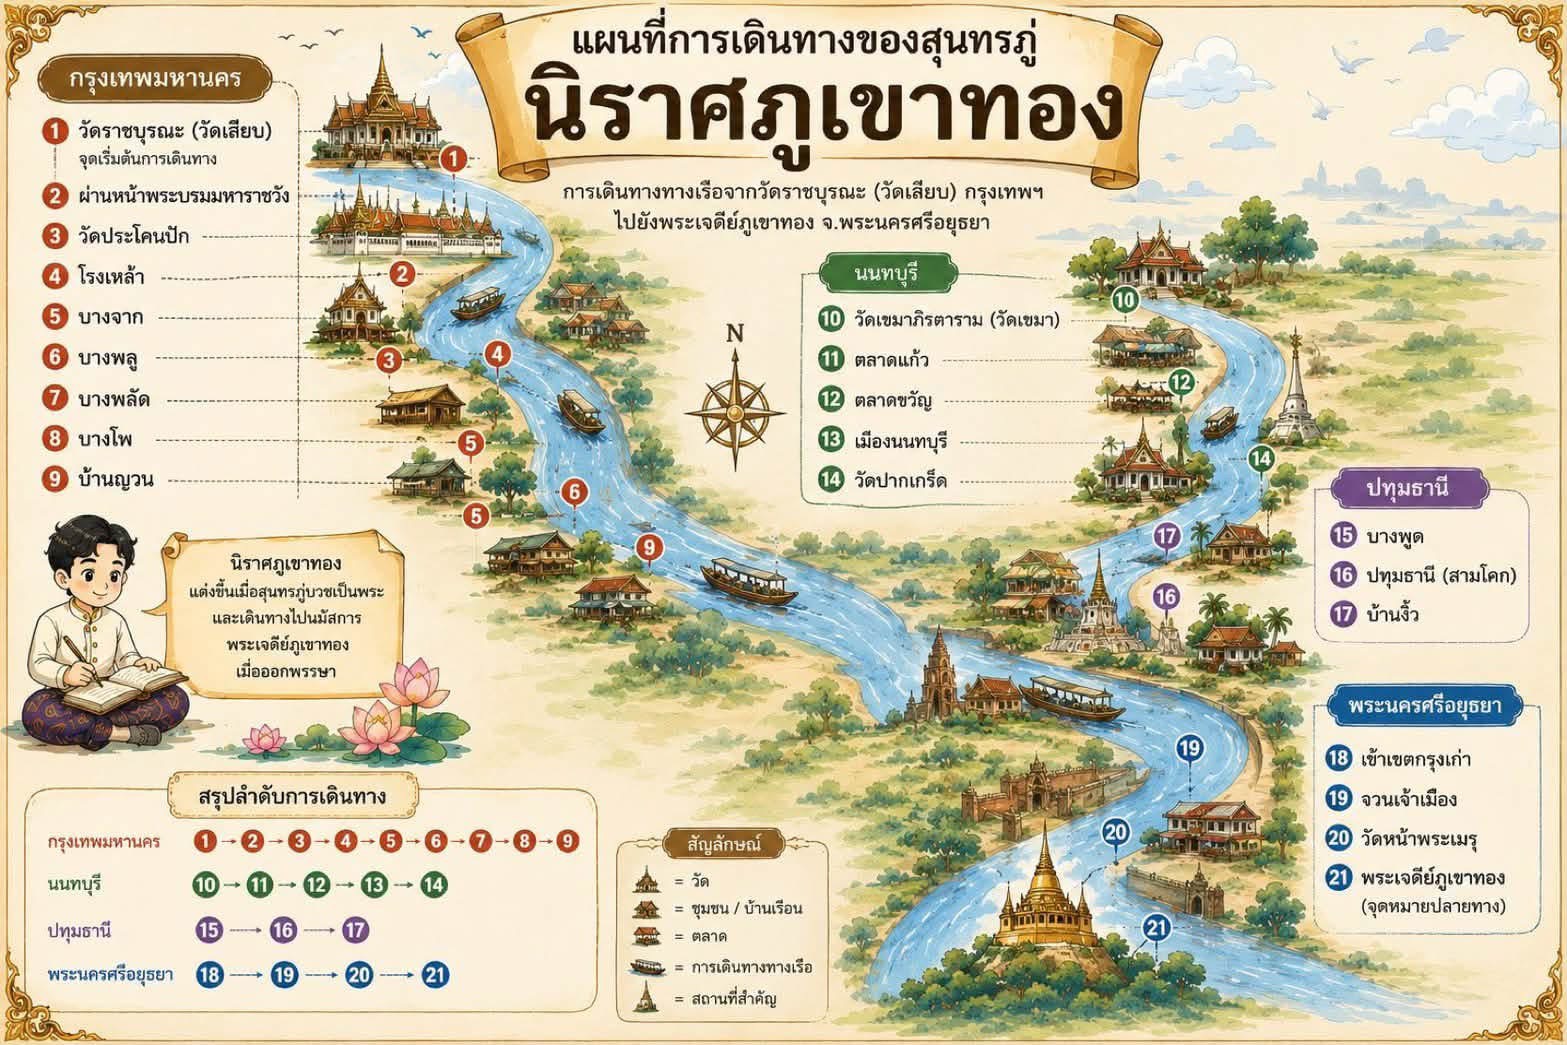 แผนที่การเดินทางของสุนทรภู่
นิราศภูเขาทอง
การเดินทางทางเรือจากวัดราชบุรณะ (วัดเสียบ) กรุงเทพฯ
ไปยังพระเจดีย์ภูเขาทอง จ.พระนครศรีอยุธยา
กรุงเทพมหานคร
1 วัดราชบุรณะ (วัดเสียบ)
จุดเริ่มต้นการเดินทาง
2 ผ่านหน้าพระบรมมหาราชวัง
3 วัดประโคนปัก
4 โรงเหล้า
5 บางจาก
6 บางพลู
7 บางพลัด
8 บางโพ
9 บ้านญวน
1
2
3
4
5
5
6
9
N
นนทบุรี
10 วัดเขมาภิรตาราม (วัดเขมา)
11 ตลาดแก้ว
12 ตลาดขวัญ
13 เมืองนนทบุรี
14 วัดปากเกร็ด
10
12
14
17
16
ปทุมธานี
15 บางพูด
16 ปทุมธานี (สามโคก)
17 บ้านงิ้ว
พระนครศรีอยุธยา
18 เข้าเขตกรุงเก่า
19 จวนเจ้าเมือง
20 วัดหน้าพระเมรุ
21 พระเจดีย์ภูเขาทอง
(จุดหมายปลายทาง)
19
20
21
นิราศภูเขาทอง
แต่งขึ้นเมื่อสุนทรภู่บวชเป็นพระ
และเดินทางไปนมัสการ
พระเจดีย์ภูเขาทอง
เมื่อออกพรรษา
สรุปลำดับการเดินทาง
กรุงเทพมหานคร 1 → 2 → 3 → 4 → 5 → 6 → 7 → 8 → 9
นนทบุรี 10 → 11 → 12 → 13 → 14
ปทุมธานี 15 → 16 → 17
พระนครศรีอยุธยา 18 → 19 → 20 → 21
สัญลักษณ์
= วัด
= ชุมชน / บ้านเรือน
= ตลาด
= การเดินทางทางเรือ
= สถานที่สำคัญ